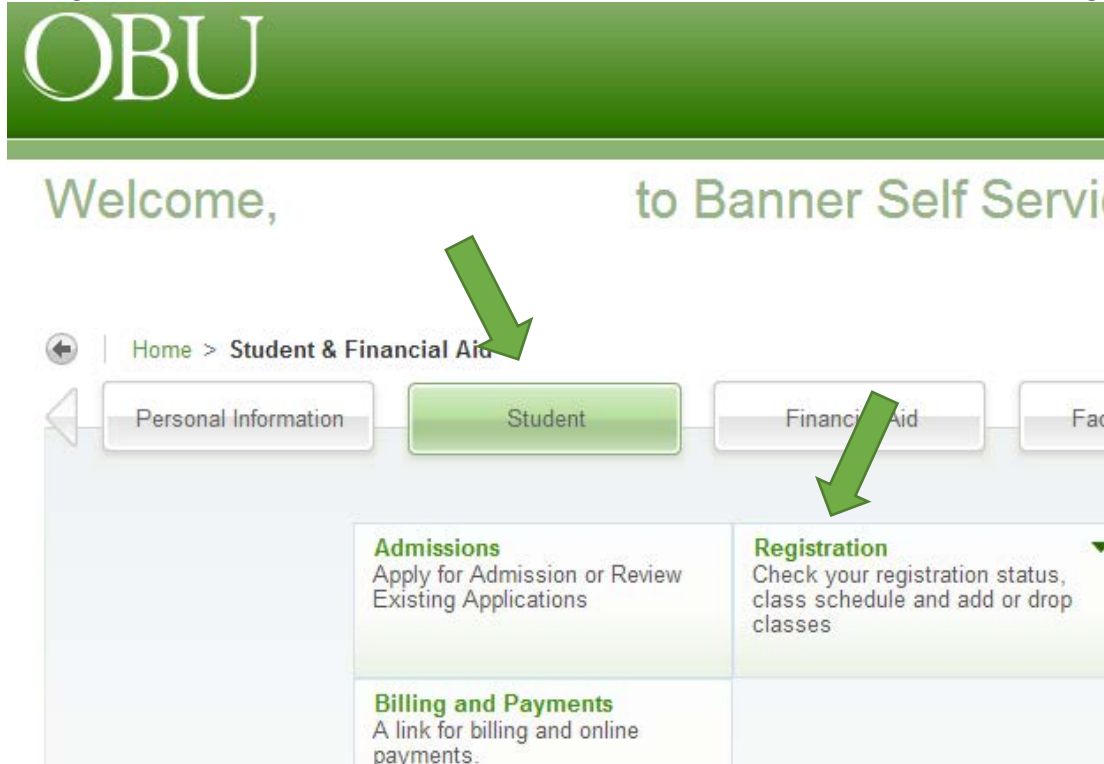 OBU
Welcome, to Banner Self
Home > Student & Financial Aid
Personal Information
Student
Aid
Admissions
Apply for Admission or Review
Existing Applications
Registration
Check your registration status,
class schedule and add or drop
classes
Billing and Payments
A link for billing and online
payments.